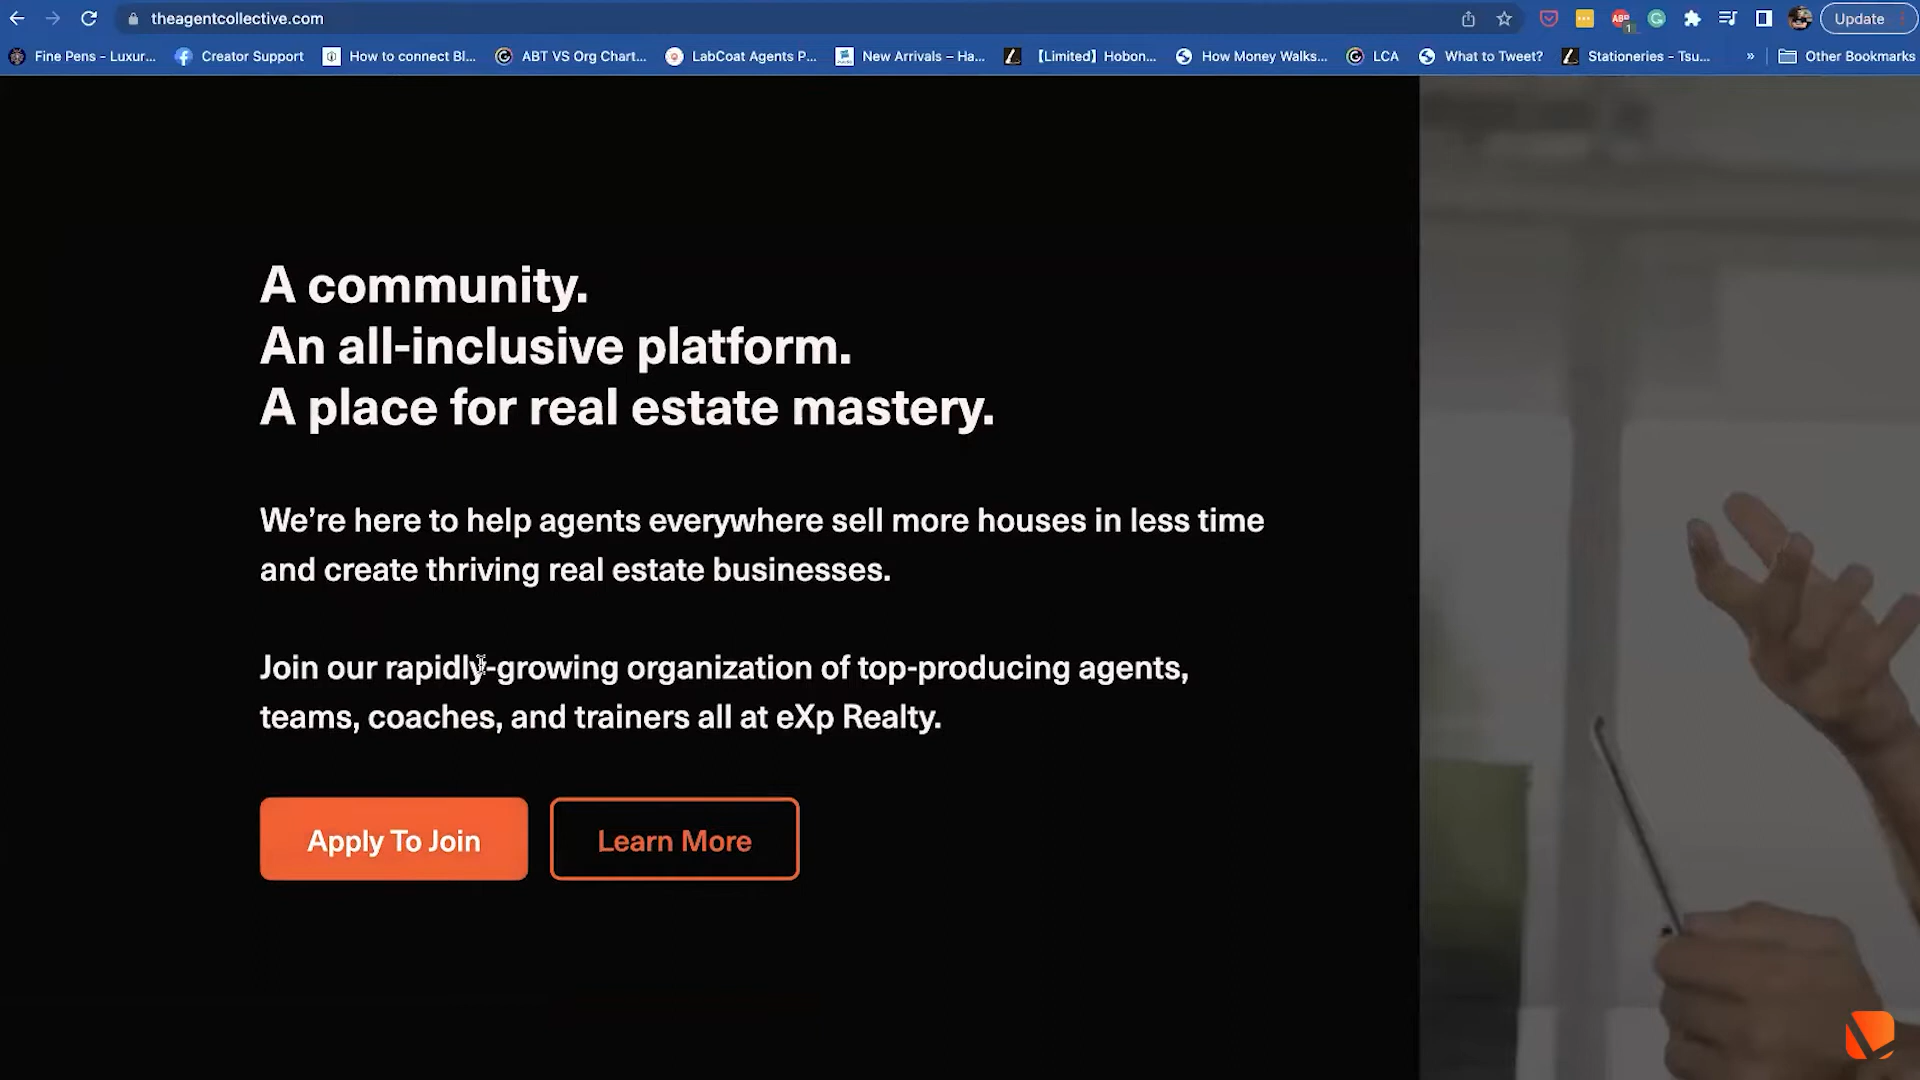 theagentcollective.com
Update
Fine Pens - Luxur...
Creator Support
How to connect Bl...
ABT VS Org Chart...
LabCoat Agents P...
New Arrivals – Ha...
【Limited】Hobon...
How Money Walks...
LCA
What to Tweet?
Stationeries - Tsu...
»
Other Bookmarks
A community.
An all-inclusive platform.
A place for real estate mastery.
We’re here to help agents everywhere sell more houses in less time
and create thriving real estate businesses.
Join our rapidly-growing organization of top-producing agents,
teams, coaches, and trainers all at eXp Realty.
Apply To Join
Learn More